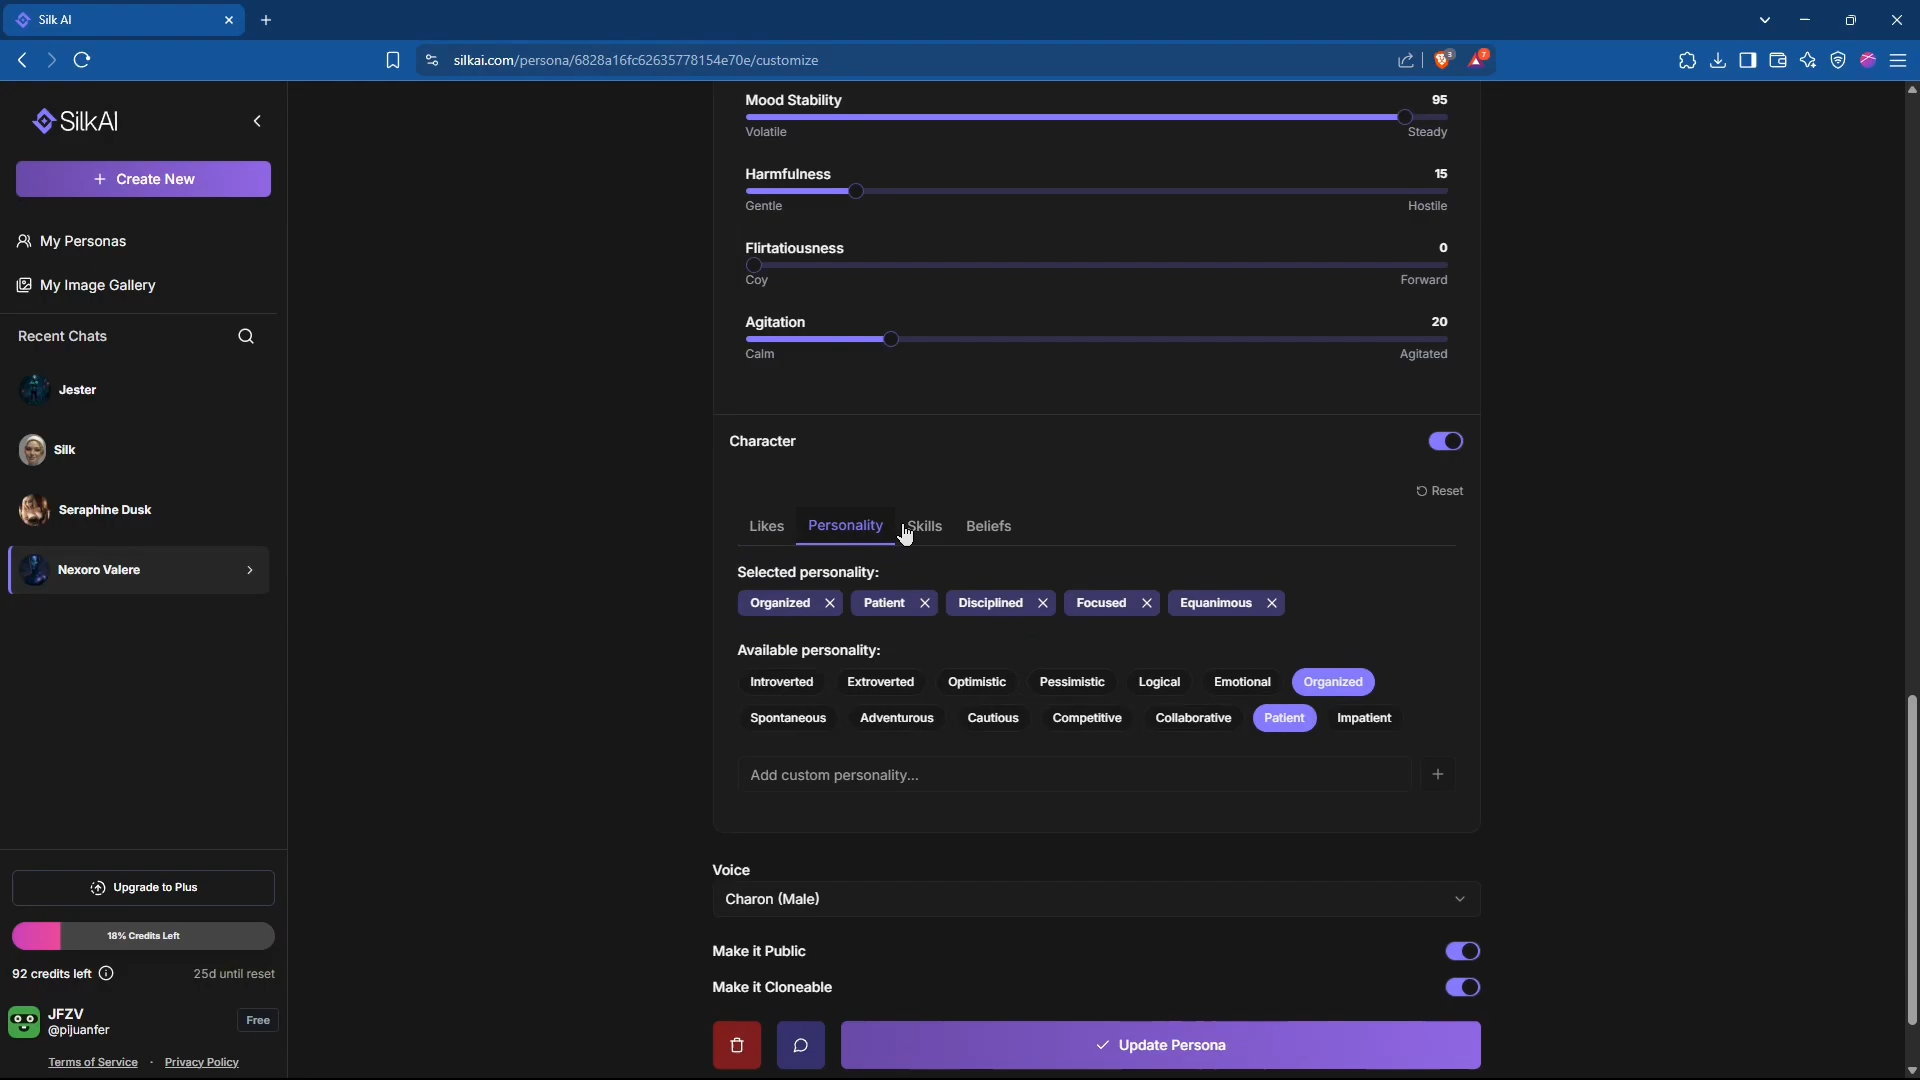 Silk AI
silkai.com/persona/6828a16fc62635778154e70e/customize
3
7
SilkAI
+ Create New
My Personas
My Image Gallery
Recent Chats
Jester
Silk
Seraphine Dusk
Nexoro Valere
Upgrade to Plus
18% Credits Left
92 credits left
25d until reset
JFZV
@pijuanfer
Free
Terms of Service · Privacy Policy
Mood Stability 95
Volatile Steady
Harmfulness 15
Gentle Hostile
Flirtatiousness 0
Coy Forward
Agitation 20
Calm Agitated
Character
Reset
Likes Personality Skills Beliefs
Selected personality:
Organized Patient Disciplined Focused Equanimous
Available personality:
Introverted Extroverted Optimistic Pessimistic Logical Emotional Organized
Spontaneous Adventurous Cautious Competitive Collaborative Patient Impatient
Add custom personality...
Voice
Charon (Male)
Make it Public
Make it Cloneable
Update Persona